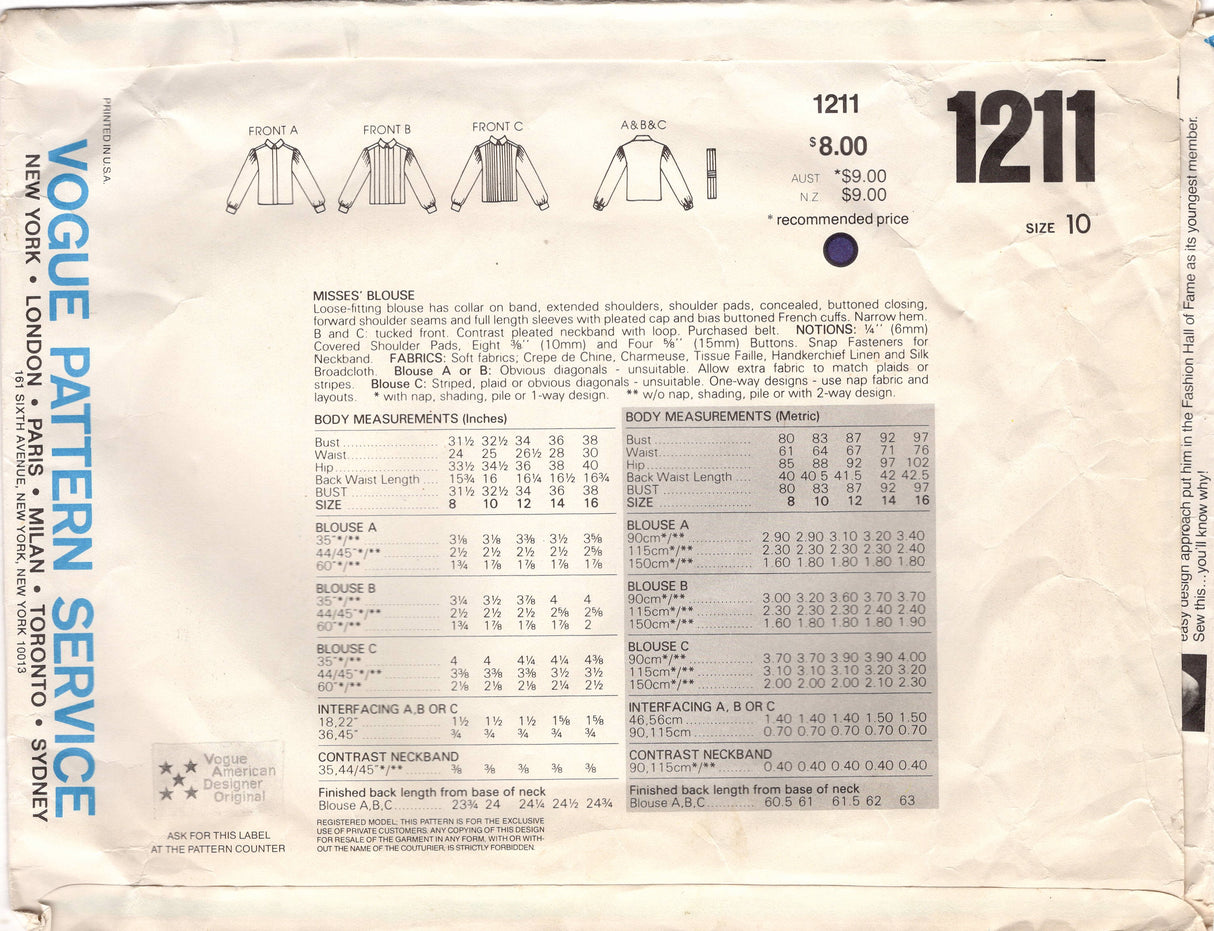 PRINTED IN U.S.A.
VOGUE PATTERN SERVICE
NEW YORK • LONDON • PARIS • MILAN • TORONTO • SYDNEY
161 SIXTH AVENUE, NEW YORK, NEW YORK 10013
FRONT A FRONT B FRONT C A&B&C
1211
$8.00
AUST *$9.00
N.Z. $9.00
* recommended price
1211
SIZE 10
MISSES' BLOUSE
Loose-fitting blouse has collar on band, extended shoulders, shoulder pads, concealed, buttoned closing,
forward shoulder seams and full length sleeves with pleated cap and bias buttoned French cuffs. Narrow hem.
B and C: tucked front. Contrast pleated neckband with loop. Purchased belt. NOTIONS: ¼'' (6mm)
Covered Shoulder Pads, Eight ⅜'' (10mm) and Four ⅝'' (15mm) Buttons. Snap Fasteners for
Neckband. FABRICS: Soft fabrics; Crepe de Chine, Charmeuse, Tissue Faille, Handkerchief Linen and Silk
Broadcloth. Blouse A or B: Obvious diagonals - unsuitable. Allow extra fabric to match plaids or
stripes. Blouse C: Striped, plaid or obvious diagonals - unsuitable. One-way designs - use nap fabric and
layouts. * with nap, shading, pile or 1-way design. ** w/o nap, shading, pile or with 2-way design.
BODY MEASUREMENTS (Inches)
Bust 31½ 32½ 34 36 38
Waist 24 25 26½ 28 30
Hip 33½ 34½ 36 38 40
Back Waist Length 15¾ 16 16¼ 16½ 16¾
BUST 31½ 32½ 34 36 38
SIZE 8 10 12 14 16
BLOUSE A
35"*/** 3⅛ 3⅛ 3⅜ 3½ 3⅝
44/45"*/** 2½ 2½ 2½ 2½ 2⅝
60"*/** 1¾ 1⅞ 1⅞ 1⅞ 1⅞
BLOUSE B
35"*/** 3¼ 3½ 3⅞ 4 4
44/45"*/** 2½ 2½ 2½ 2⅝ 2⅝
60"*/** 1¾ 1⅞ 1⅞ 1⅞ 2
BLOUSE C
35"*/** 4 4 4¼ 4¼ 4⅜
44/45"*/** 3⅜ 3⅜ 3⅜ 3½ 3½
60"*/** 2⅛ 2⅛ 2⅛ 2¼ 2½
INTERFACING A,B OR C
18,22" 1½ 1½ 1½ 1⅝ 1⅝
36,45" ¾ ¾ ¾ ¾ ¾
CONTRAST NECKBAND
35,44/45"*/** ⅜ ⅜ ⅜ ⅜ ⅜
Finished back length from base of neck
Blouse A,B,C 23¾ 24 24¼ 24½ 24¾
BODY MEASUREMENTS (Metric)
Bust 80 83 87 92 97
Waist 61 64 67 71 76
Hip 85 88 92 97 102
Back Waist Length 40 40.5 41.5 42 42.5
BUST 80 83 87 92 97
SIZE 8 10 12 14 16
BLOUSE A
90cm*/** 2.90 2.90 3.10 3.20 3.40
115cm*/** 2.30 2.30 2.30 2.30 2.40
150cm*/** 1.60 1.80 1.80 1.80 1.80
BLOUSE B
90cm*/** 3.00 3.20 3.60 3.70 3.70
115cm*/** 2.30 2.30 2.30 2.40 2.40
150cm*/** 1.60 1.80 1.80 1.80 1.90
BLOUSE C
90cm*/** 3.70 3.70 3.90 3.90 4.00
115cm*/** 3.10 3.10 3.10 3.20 3.20
150cm*/** 2.00 2.00 2.00 2.10 2.30
INTERFACING A, B OR C
46,56cm 1.40 1.40 1.40 1.50 1.50
90,115cm 0.70 0.70 0.70 0.70 0.70
CONTRAST NECKBAND
90,115cm*/** 0.40 0.40 0.40 0.40 0.40
Finished back length from base of neck
Blouse A,B,C 60.5 61 61.5 62 63
REGISTERED MODEL: THIS PATTERN IS FOR THE EXCLUSIVE
USE OF PRIVATE CUSTOMERS. ANY COPYING OF THIS DESIGN
FOR RESALE OF THE GARMENT IN ANY FORM, WITH OR WITH-
OUT THE NAME OF THE COUTURIER, IS STRICTLY FORBIDDEN.
Vogue
American
Designer
Original
ASK FOR THIS LABEL
AT THE PATTERN COUNTER
easy design approach put him in the Fashion Hall of Fame as its youngest member.
Sew this...you'll know why!